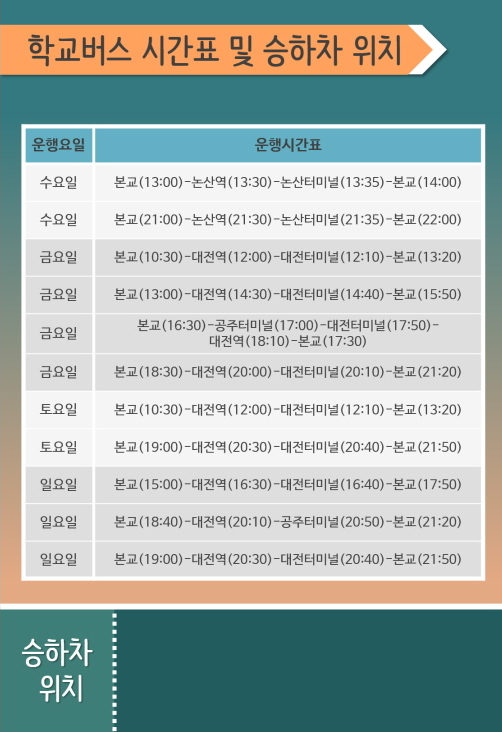 학교버스 시간표 및 승하차 위치
운행요일 운행시간표
수요일 본교(13:00)-논산역(13:30)-논산터미널(13:35)-본교(14:00)
수요일 본교(21:00)-논산역(21:30)-논산터미널(21:35)-본교(22:00)
금요일 본교(10:30)-대전역(12:00)-대전터미널(12:10)-본교(13:20)
금요일 본교(13:00)-대전역(14:30)-대전터미널(14:40)-본교(15:50)
금요일 본교(16:30)-공주터미널(17:00)-대전터미널(17:50)-
대전역(18:10)-본교(17:30)
금요일 본교(18:30)-대전역(20:00)-대전터미널(20:10)-본교(21:20)
토요일 본교(10:30)-대전역(12:00)-대전터미널(12:10)-본교(13:20)
토요일 본교(19:00)-대전역(20:30)-대전터미널(20:40)-본교(21:50)
일요일 본교(15:00)-대전역(16:30)-대전터미널(16:40)-본교(17:50)
일요일 본교(18:40)-대전역(20:10)-공주터미널(20:50)-본교(21:20)
일요일 본교(19:00)-대전역(20:30)-대전터미널(20:40)-본교(21:50)
승하차
위치